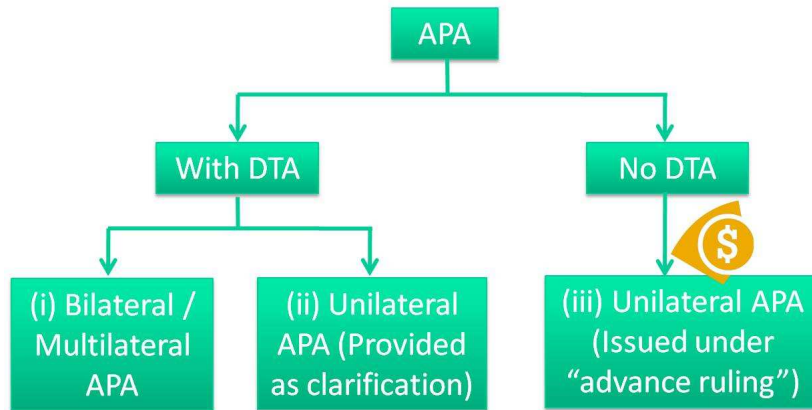 APA
With DTA
No DTA
$
(i) Bilateral /
Multilateral
APA
(ii) Unilateral
APA (Provided
as clarification)
(iii) Unilateral APA
(Issued under
“advance ruling”)